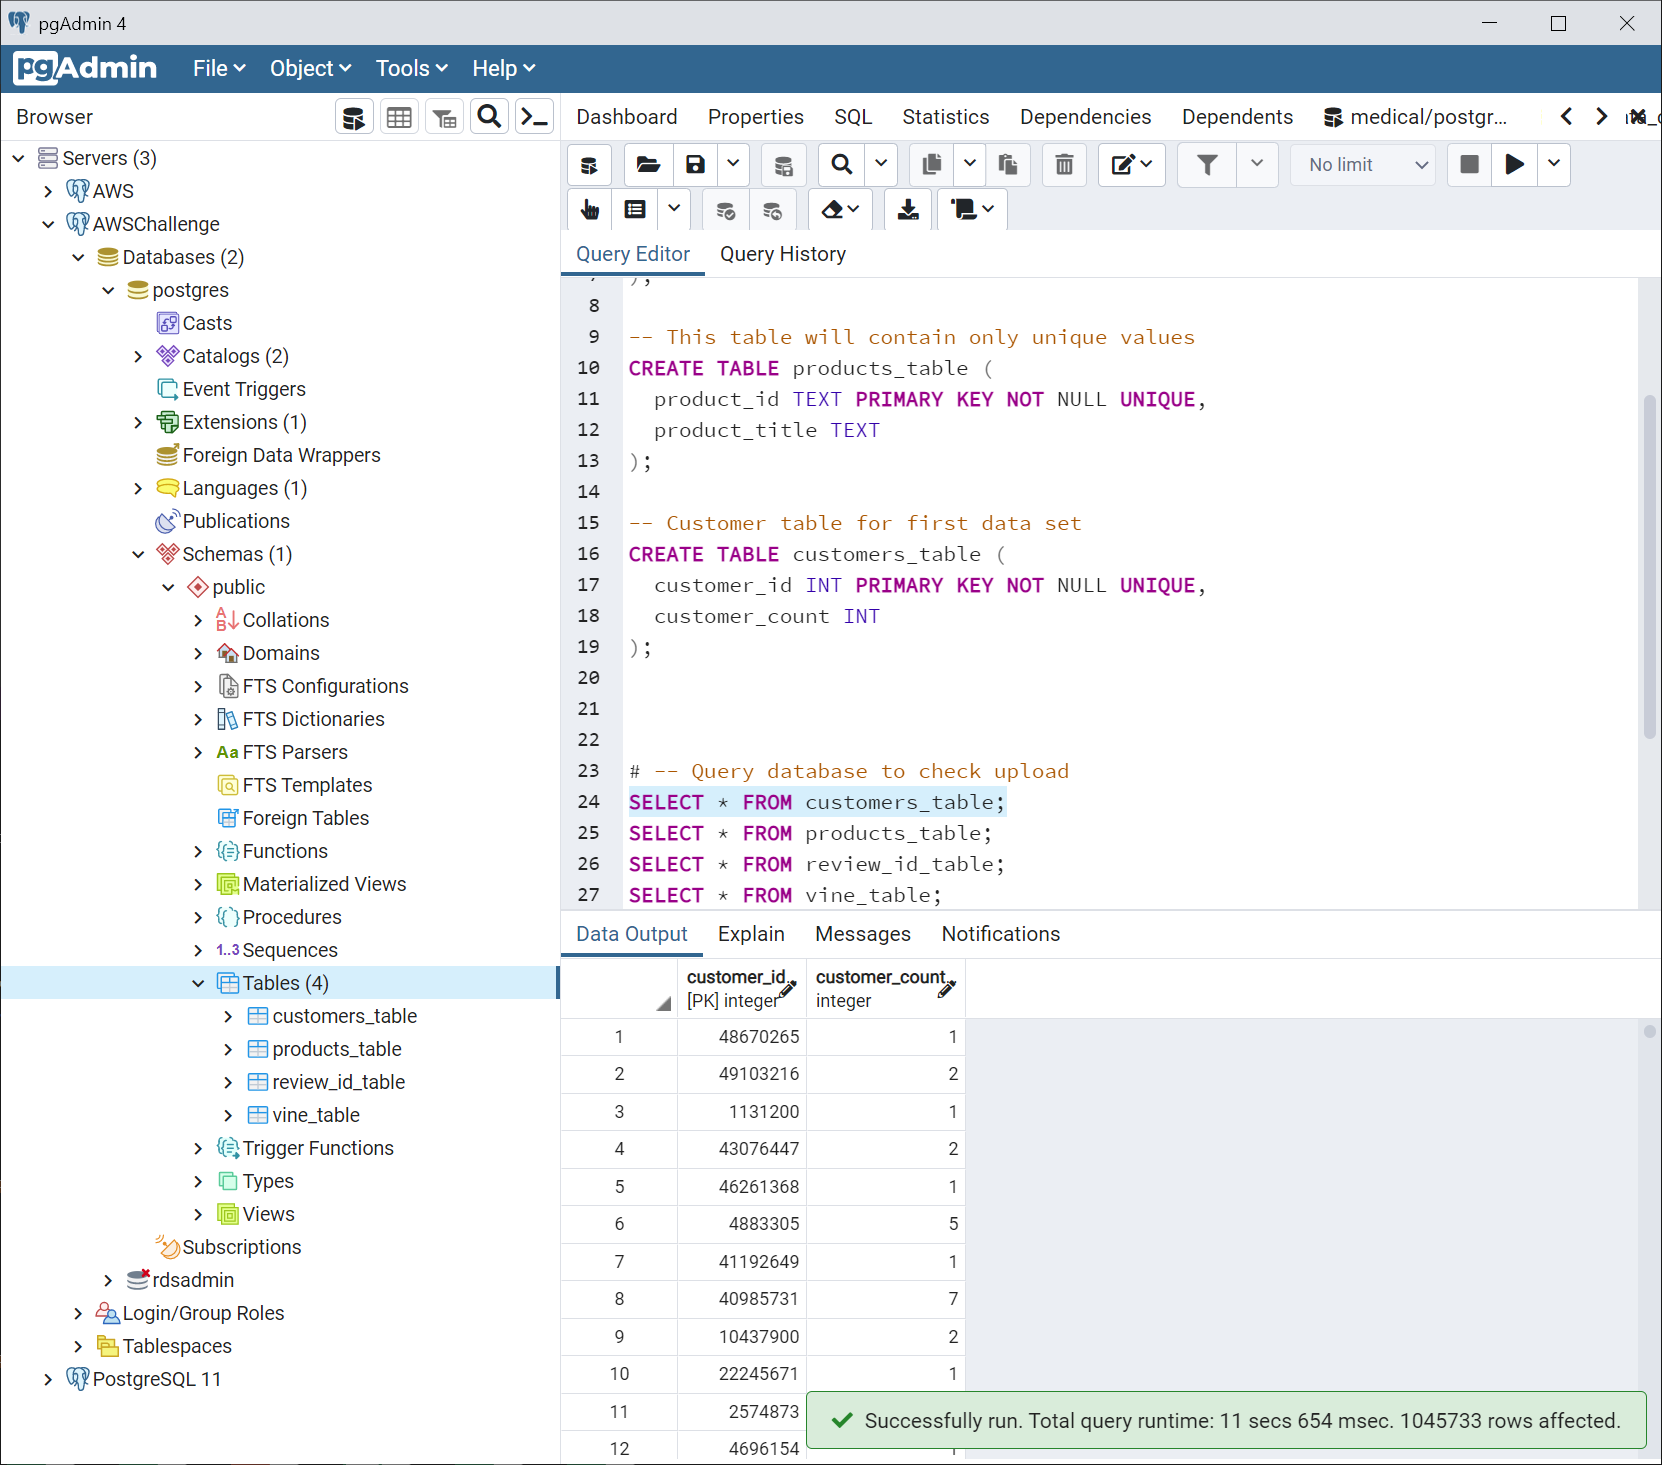 pgAdmin 4
pgAdmin File Object Tools Help
Browser
Dashboard Properties SQL Statistics Dependencies Dependents medical/postgr...
Servers (3)
AWS
AWSChallenge
Databases (2)
postgres
Casts
Catalogs (2)
Event Triggers
Extensions (1)
Foreign Data Wrappers
Languages (1)
Publications
Schemas (1)
public
Collations
Domains
FTS Configurations
FTS Dictionaries
Aa FTS Parsers
FTS Templates
Foreign Tables
Functions
Materialized Views
Procedures
1..3 Sequences
Tables (4)
customers_table
products_table
review_id_table
vine_table
Trigger Functions
Types
Views
Subscriptions
rdsadmin
Login/Group Roles
Tablespaces
PostgreSQL 11
No limit
Query Editor Query History
);
8
9 -- This table will contain only unique values
10 CREATE TABLE products_table (
11 product_id TEXT PRIMARY KEY NOT NULL UNIQUE,
12 product_title TEXT
13 );
14
15 -- Customer table for first data set
16 CREATE TABLE customers_table (
17 customer_id INT PRIMARY KEY NOT NULL UNIQUE,
18 customer_count INT
19 );
20
21
22
23 # -- Query database to check upload
24 SELECT * FROM customers_table;
25 SELECT * FROM products_table;
26 SELECT * FROM review_id_table;
27 SELECT * FROM vine_table;
Data Output Explain Messages Notifications
customer_id customer_count
[PK] integer integer
1 48670265 1
2 49103216 2
3 1131200 1
4 43076447 2
5 46261368 1
6 4883305 5
7 41192649 1
8 40985731 7
9 10437900 2
10 22245671 1
11 2574873
12 4696154
Successfully run. Total query runtime: 11 secs 654 msec. 1045733 rows affected.